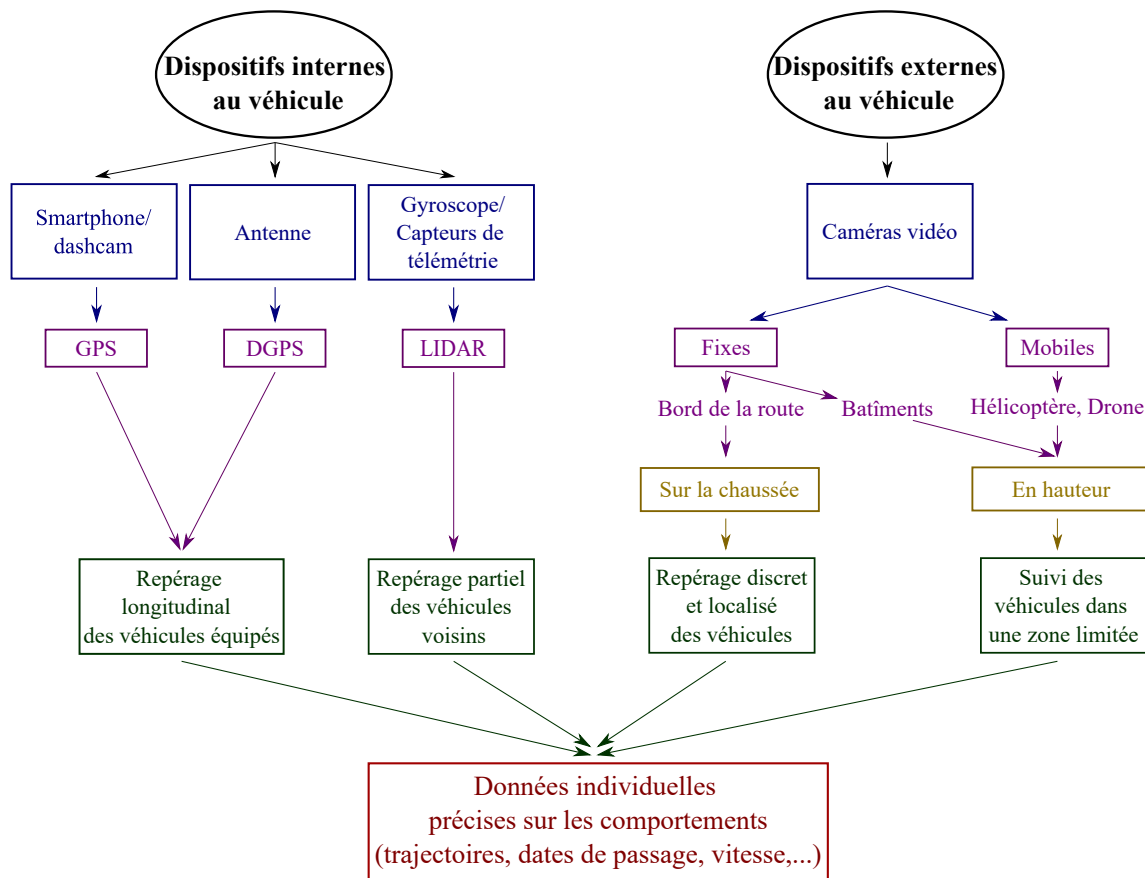 Dispositifs internes
au véhicule
Dispositifs externes
au véhicule
Smartphone/
dashcam
Antenne
Gyroscope/
Capteurs de
télémétrie
Caméras vidéo
GPS
DGPS
LIDAR
Fixes
Mobiles
Bord de la route
Batîments
Hélicoptère, Drone
Sur la chaussée
En hauteur
Repérage
longitudinal
des véhicules équipés
Repérage partiel
des véhicules
voisins
Repérage discret
et localisé
des véhicules
Suivi des
véhicules dans
une zone limitée
Données individuelles
précises sur les comportements
(trajectoires, dates de passage, vitesse,...)